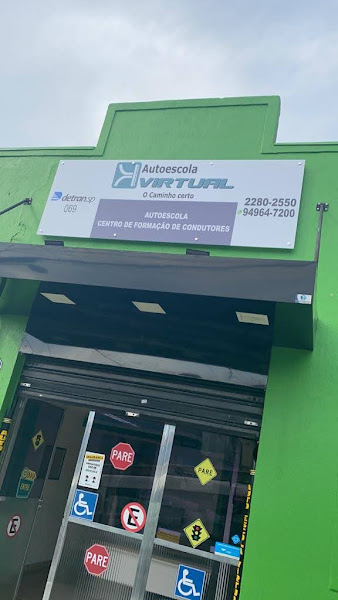 Autoescola
VIRTUAL
O Caminho certo
detran.sp
069
2280-2550
94964-7200
AUTOESCOLA
CENTRO DE FORMAÇÃO DE CONDUTORES
PARE
PARE
PARE
E
E